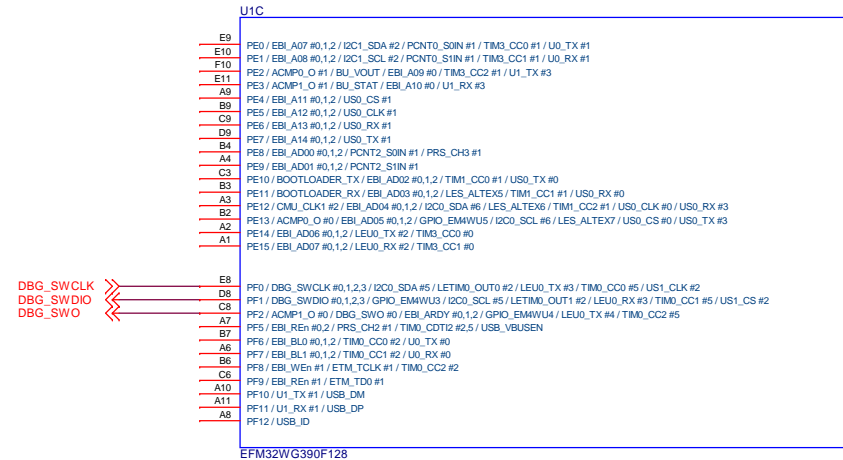 U1C
E9 PE0 / EBI_A07 #0,1,2 / I2C1_SDA #2 / PCNT0_S0IN #1 / TIM3_CC0 #1 / U0_TX #1
E10 PE1 / EBI_A08 #0,1,2 / I2C1_SCL #2 / PCNT0_S1IN #1 / TIM3_CC1 #1 / U0_RX #1
F10 PE2 / ACMP0_O #1 / BU_VOUT / EBI_A09 #0 / TIM3_CC2 #1 / U1_TX #3
E11 PE3 / ACMP1_O #1 / BU_STAT / EBI_A10 #0 / U1_RX #3
A9 PE4 / EBI_A11 #0,1,2 / US0_CS #1
B9 PE5 / EBI_A12 #0,1,2 / US0_CLK #1
C9 PE6 / EBI_A13 #0,1,2 / US0_RX #1
D9 PE7 / EBI_A14 #0,1,2 / US0_TX #1
B4 PE8 / EBI_AD00 #0,1,2 / PCNT2_S0IN #1 / PRS_CH3 #1
A4 PE9 / EBI_AD01 #0,1,2 / PCNT2_S1IN #1
C3 PE10 / BOOTLOADER_TX / EBI_AD02 #0,1,2 / TIM1_CC0 #1 / US0_TX #0
B3 PE11 / BOOTLOADER_RX / EBI_AD03 #0,1,2 / LES_ALTEX5 / TIM1_CC1 #1 / US0_RX #0
A3 PE12 / CMU_CLK1 #2 / EBI_AD04 #0,1,2 / I2C0_SDA #6 / LES_ALTEX6 / TIM1_CC2 #1 / US0_CLK #0 / US0_RX #3
B2 PE13 / ACMP0_O #0 / EBI_AD05 #0,1,2 / GPIO_EM4WU5 / I2C0_SCL #6 / LES_ALTEX7 / US0_CS #0 / US0_TX #3
A2 PE14 / EBI_AD06 #0,1,2 / LEU0_TX #2 / TIM3_CC0 #0
A1 PE15 / EBI_AD07 #0,1,2 / LEU0_RX #2 / TIM3_CC1 #0
DBG_SWCLK E8 PF0 / DBG_SWCLK #0,1,2,3 / I2C0_SDA #5 / LETIM0_OUT0 #2 / LEU0_TX #3 / TIM0_CC0 #5 / US1_CLK #2
DBG_SWDIO D8 PF1 / DBG_SWDIO #0,1,2,3 / GPIO_EM4WU3 / I2C0_SCL #5 / LETIM0_OUT1 #2 / LEU0_RX #3 / TIM0_CC1 #5 / US1_CS #2
DBG_SWO C8 PF2 / ACMP1_O #0 / DBG_SWO #0 / EBI_ARDY #0,1,2 / GPIO_EM4WU4 / LEU0_TX #4 / TIM0_CC2 #5
A7 PF5 / EBI_REn #0,2 / PRS_CH2 #1 / TIM0_CDTI2 #2,5 / USB_VBUSEN
B7 PF6 / EBI_BL0 #0,1,2 / TIM0_CC0 #2 / U0_TX #0
A6 PF7 / EBI_BL1 #0,1,2 / TIM0_CC1 #2 / U0_RX #0
B6 PF8 / EBI_WEn #1 / ETM_TCLK #1 / TIM0_CC2 #2
C6 PF9 / EBI_REn #1 / ETM_TD0 #1
A10 PF10 / U1_TX #1 / USB_DM
A11 PF11 / U1_RX #1 / USB_DP
A8 PF12 / USB_ID
EFM32WG390F128